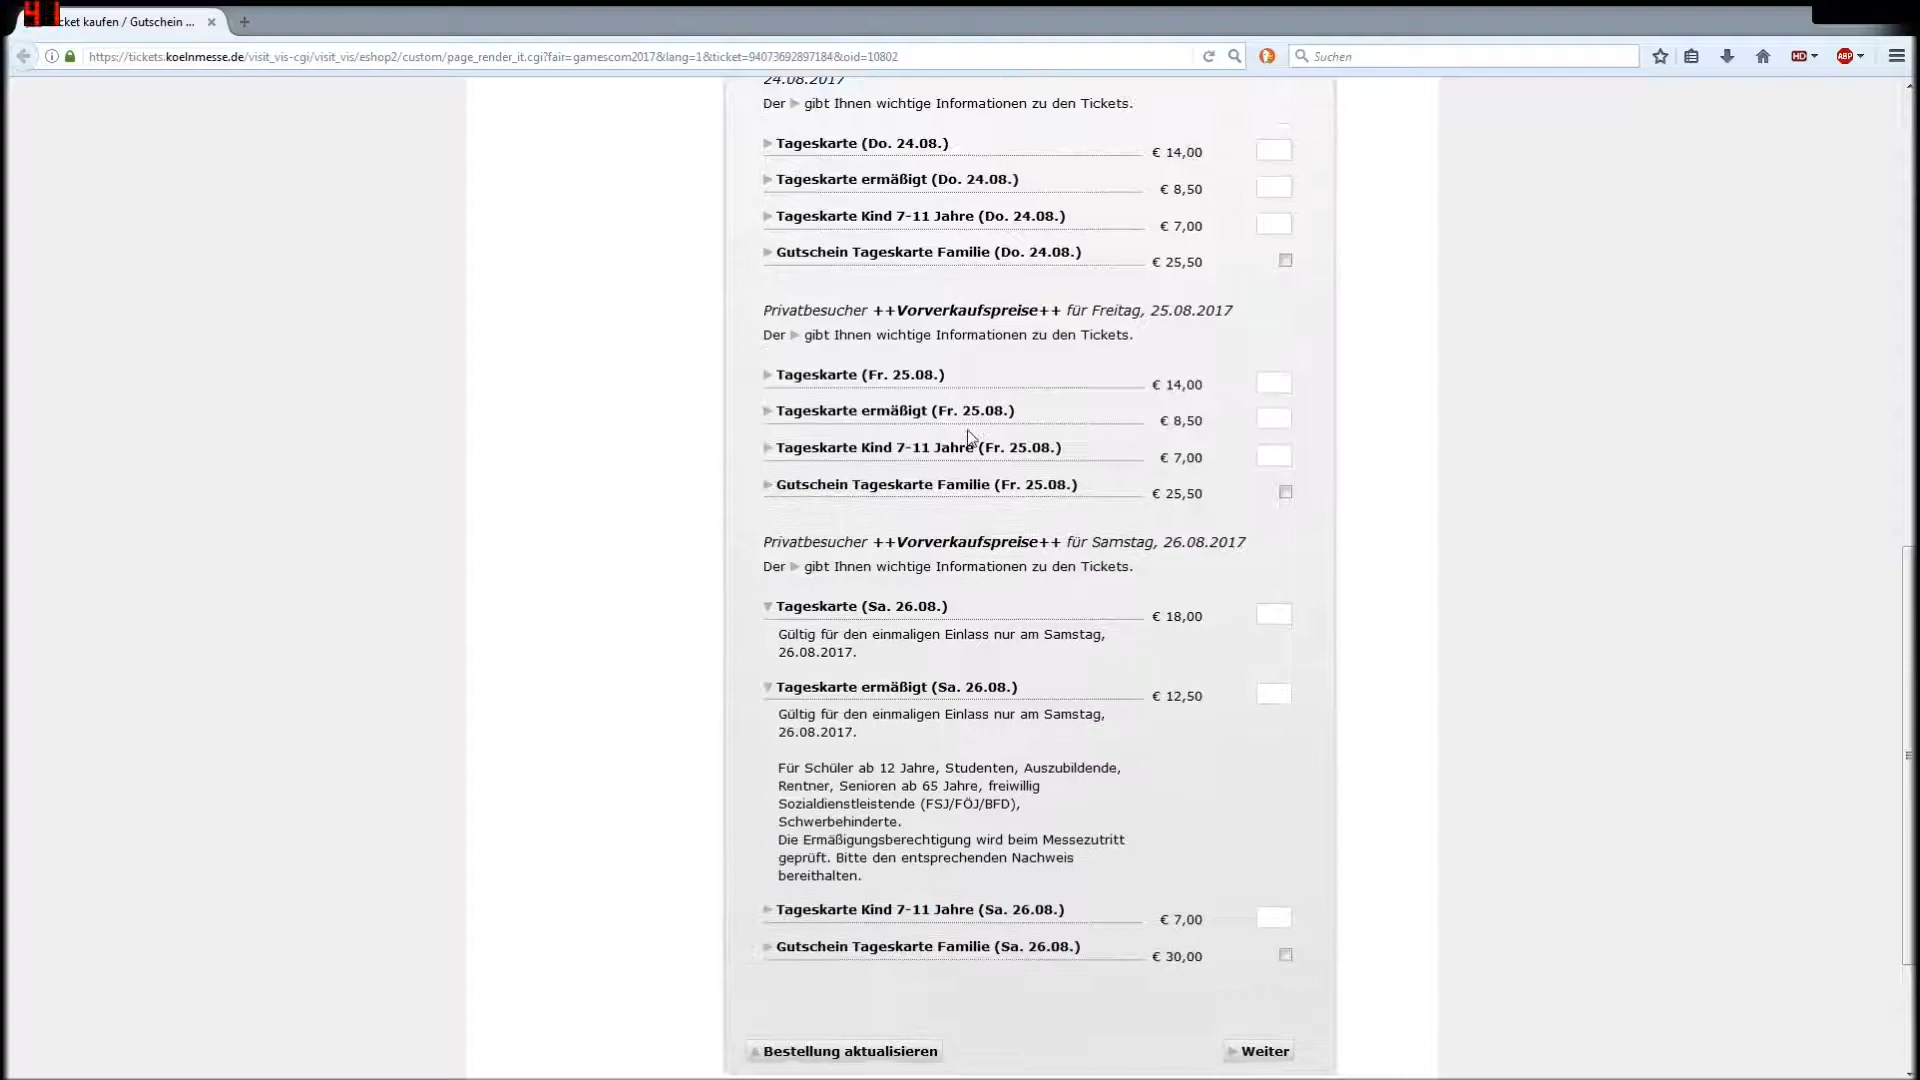 41
cket kaufen / Gutschein ...
https://tickets.koelnmesse.de/visit_vis-cgi/visit_vis/eshop2/custom/page_render_it.cgi?fair=gamescom2017&lang=1&ticket=94073692897184&oid=10802
Suchen
HD
ABP
24.08.2017
Der gibt Ihnen wichtige Informationen zu den Tickets.
Tageskarte (Do. 24.08.) € 14,00
Tageskarte ermäßigt (Do. 24.08.) € 8,50
Tageskarte Kind 7-11 Jahre (Do. 24.08.) € 7,00
Gutschein Tageskarte Familie (Do. 24.08.) € 25,50
Privatbesucher ++Vorverkaufspreise++ für Freitag, 25.08.2017
Der gibt Ihnen wichtige Informationen zu den Tickets.
Tageskarte (Fr. 25.08.) € 14,00
Tageskarte ermäßigt (Fr. 25.08.) € 8,50
Tageskarte Kind 7-11 Jahre (Fr. 25.08.) € 7,00
Gutschein Tageskarte Familie (Fr. 25.08.) € 25,50
Privatbesucher ++Vorverkaufspreise++ für Samstag, 26.08.2017
Der gibt Ihnen wichtige Informationen zu den Tickets.
Tageskarte (Sa. 26.08.) € 18,00
Gültig für den einmaligen Einlass nur am Samstag,
26.08.2017.
Tageskarte ermäßigt (Sa. 26.08.) € 12,50
Gültig für den einmaligen Einlass nur am Samstag,
26.08.2017.
Für Schüler ab 12 Jahre, Studenten, Auszubildende,
Rentner, Senioren ab 65 Jahre, freiwillig
Sozialdienstleistende (FSJ/FÖJ/BFD),
Schwerbehinderte.
Die Ermäßigungsberechtigung wird beim Messezutritt
geprüft. Bitte den entsprechenden Nachweis
bereithalten.
Tageskarte Kind 7-11 Jahre (Sa. 26.08.) € 7,00
Gutschein Tageskarte Familie (Sa. 26.08.) € 30,00
Bestellung aktualisieren
Weiter